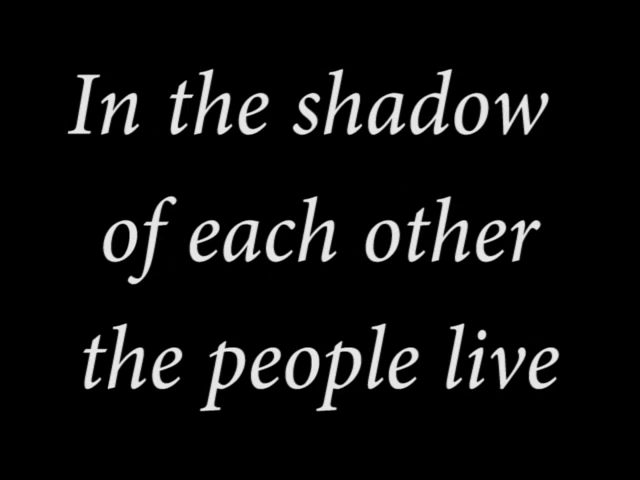 In the shadow
of each other
the people live